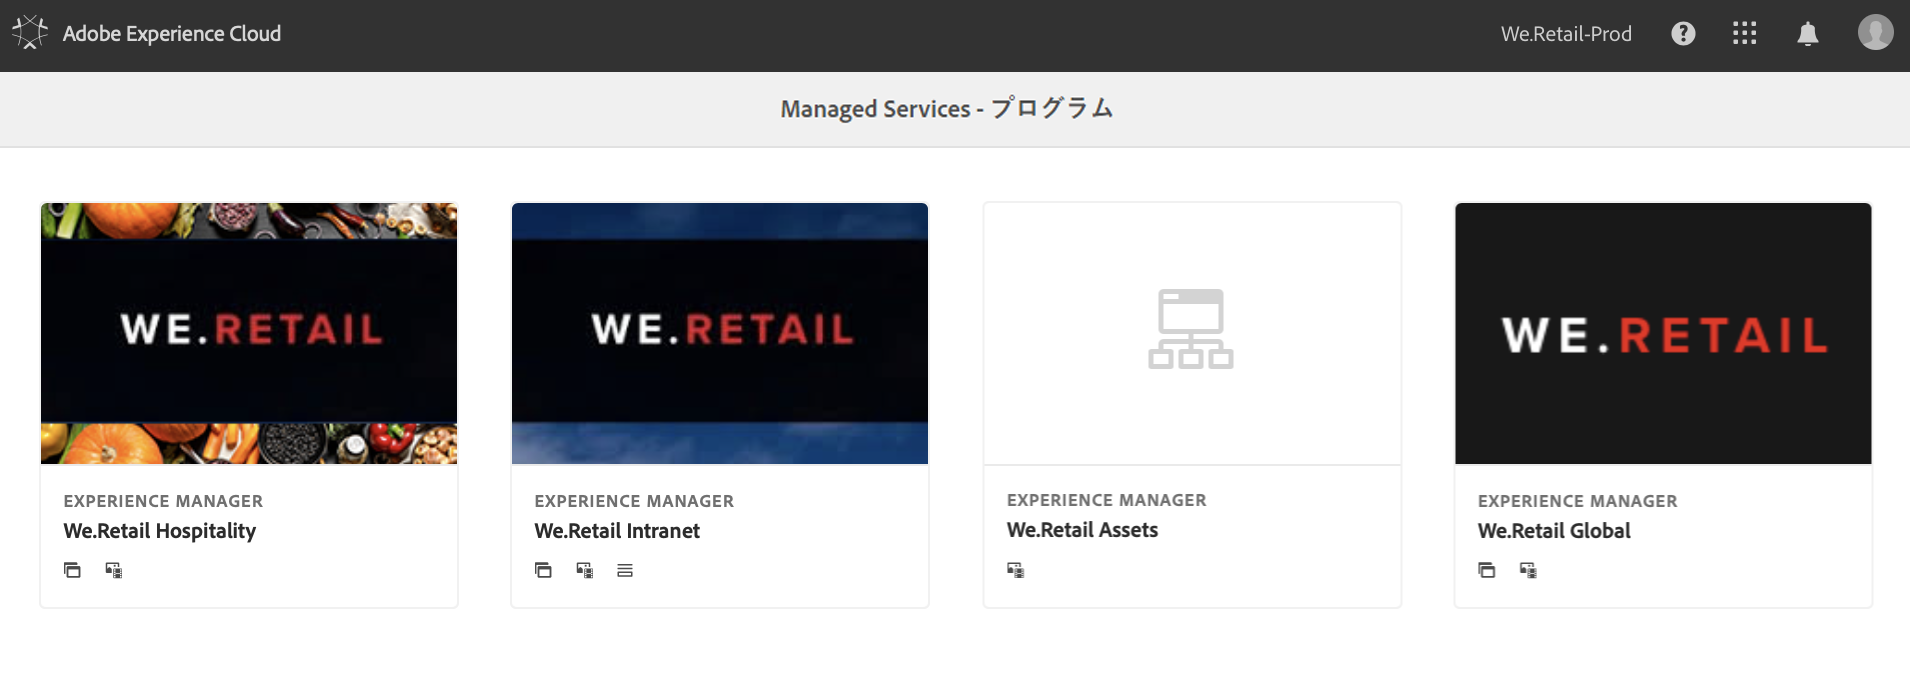 Adobe Experience Cloud
We.Retail-Prod
Managed Services - プログラム
WE.RETAIL
EXPERIENCE MANAGER
We.Retail Hospitality
WE.RETAIL
EXPERIENCE MANAGER
We.Retail Intranet
EXPERIENCE MANAGER
We.Retail Assets
WE.RETAIL
EXPERIENCE MANAGER
We.Retail Global